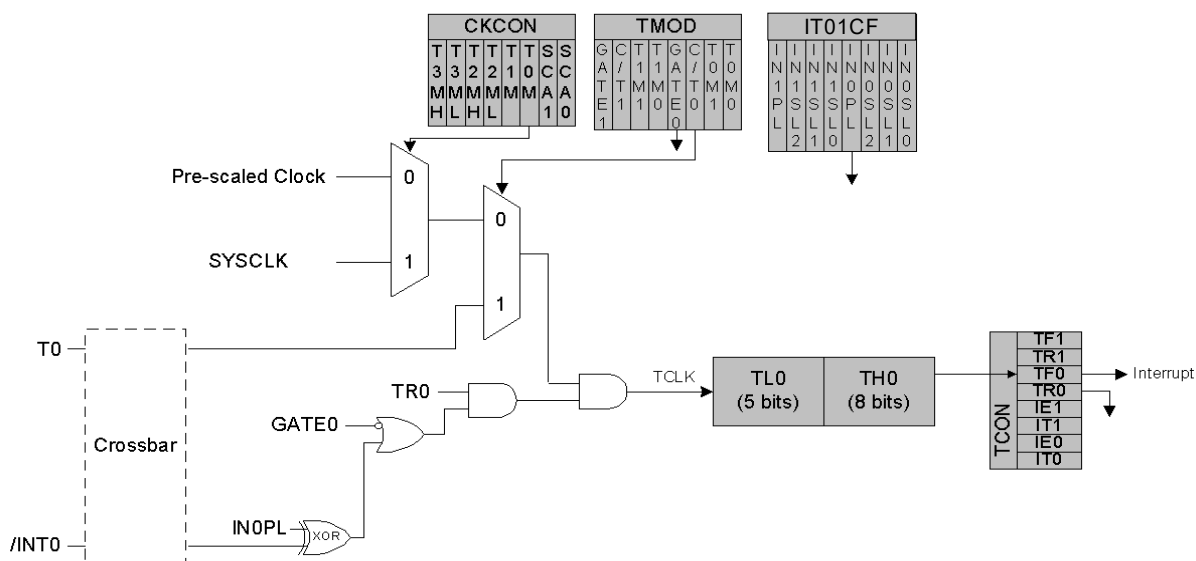 CKCON
T3MH
T3ML
T2MH
T2ML
T1M
T0M
SCA1
SCA0
TMOD
GATE1
C/T1
T1M1
T1M0
GATE0
C/T0
T0M1
T0M0
IT01CF
IN1PL
IN1SL2
IN1SL1
IN1SL0
IN0PL
IN0SL2
IN0SL1
IN0SL0
Pre-scaled Clock
0
SYSCLK
1
0
1
T0
Crossbar
/INT0
TR0
GATE0
IN0PL
XOR
TCLK
TL0
(5 bits)
TH0
(8 bits)
TCON
TF1
TR1
TF0
TR0
IE1
IT1
IE0
IT0
Interrupt